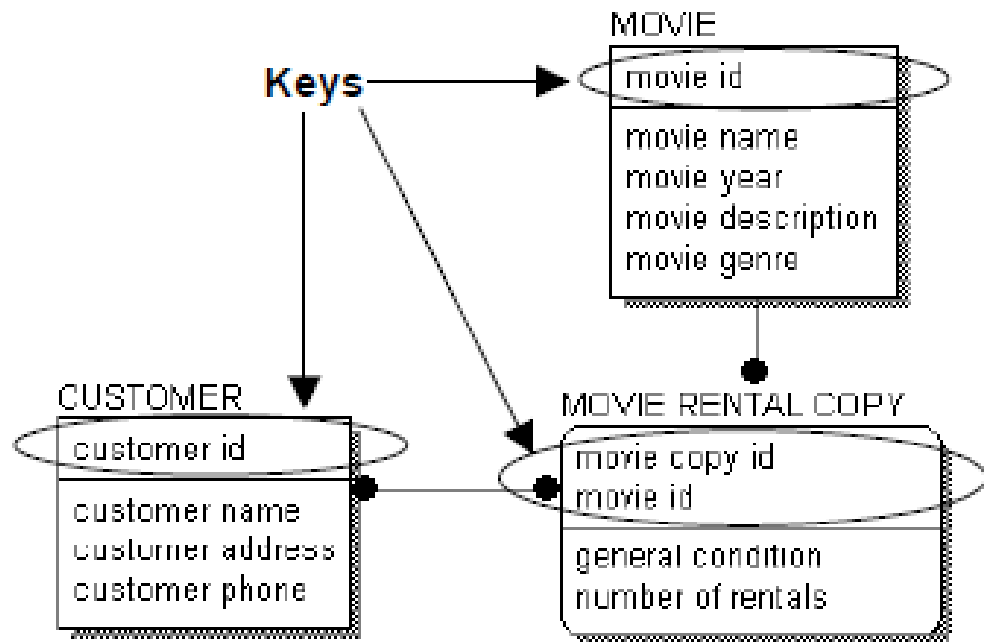 MOVIE
Keys
movie id
movie name
movie year
movie description
movie genre
CUSTOMER
customer id
customer name
customer address
customer phone
MOVIE RENTAL COPY
movie copy id
movie id
general condition
number of rentals